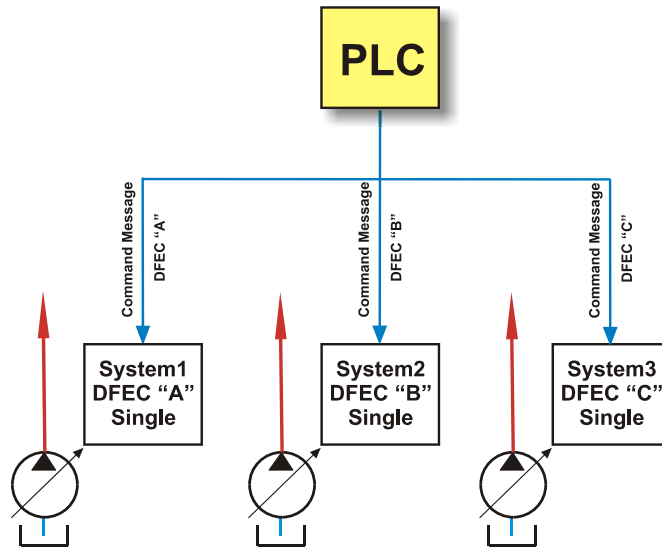 PLC
Command Message
DFEC “A”
Command Message
DFEC “B”
Command Message
DFEC “C”
System1
DFEC “A”
Single
System2
DFEC “B”
Single
System3
DFEC “C”
Single